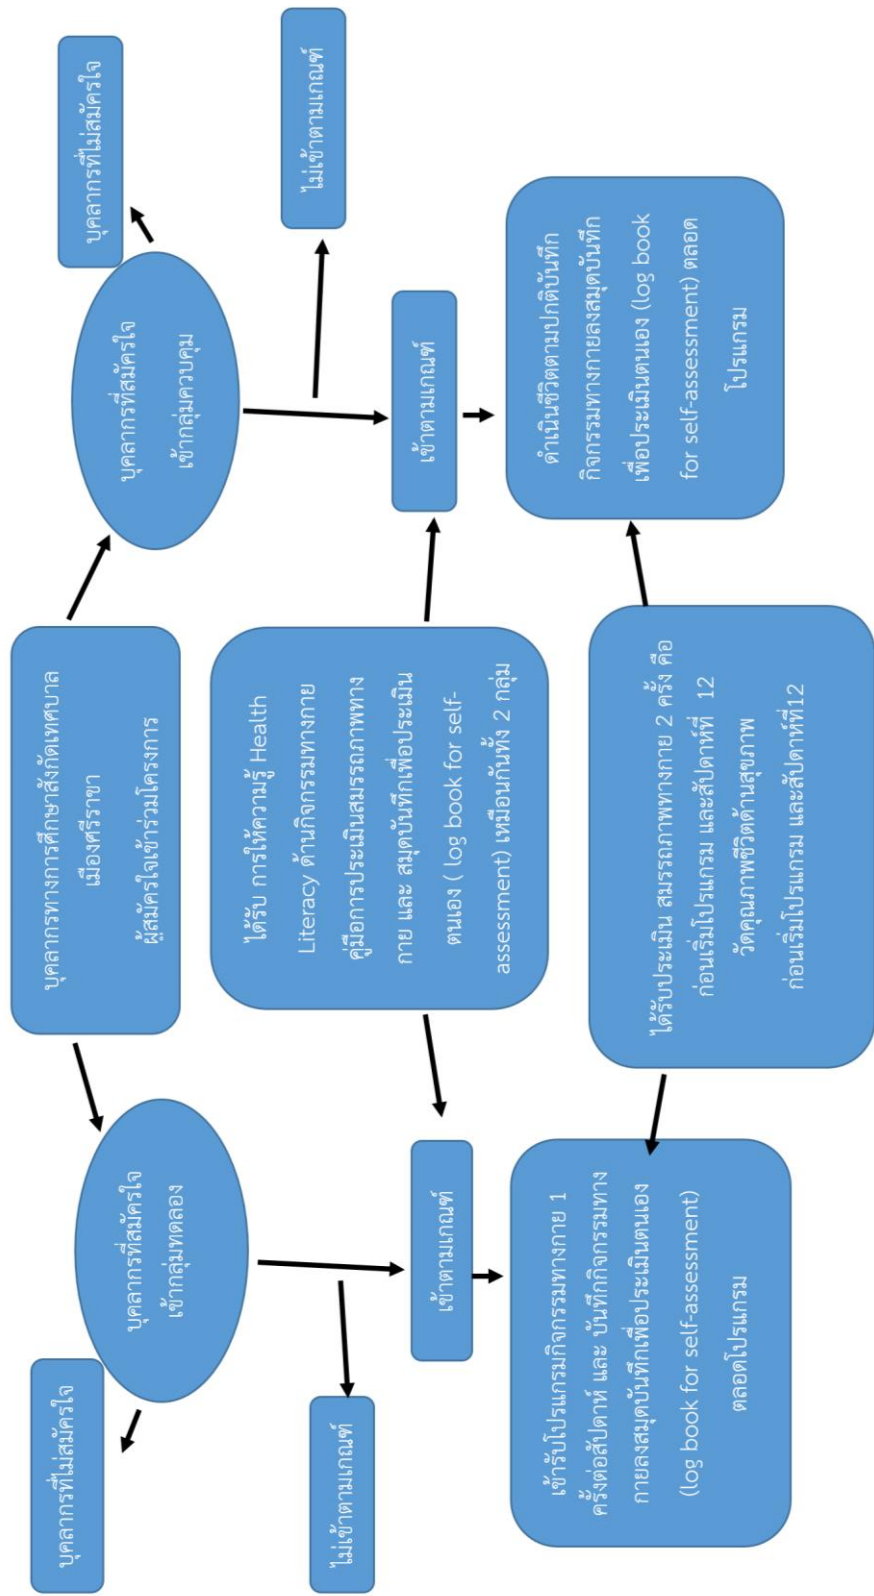 บุคลากรทางการศึกษาสังกัดเทศบาล
เมืองศรีราชา
ผู้สมัครใจเข้าร่วมโครงการ
บุคลากรที่ไม่สมัครใจ
บุคลากรที่สมัครใจ
เข้ากลุ่มทดลอง
บุคลากรที่สมัครใจ
เข้ากลุ่มควบคุม
บุคลากรที่ไม่สมัครใจ
ได้รับ การให้ความรู้ Health
Literacy ด้านกิจกรรมทางกาย
คู่มือการประเมินสมรรถภาพทาง
กาย และ สมุดบันทึกเพื่อประเมิน
ตนเอง ( log book for self-
assessment) เหมือนกันทั้ง 2 กลุ่ม
ไม่เข้าตามเกณฑ์
ไม่เข้าตามเกณฑ์
เข้าตามเกณฑ์
เข้าตามเกณฑ์
เข้ารับโปรแกรมกิจกรรมทางกาย 1
ครั้งต่อสัปดาห์ และ บันทึกกิจกรรมทาง
กายลงสมุดบันทึกเพื่อประเมินตนเอง
(log book for self-assessment)
ตลอดโปรแกรม
ได้รับประเมิน สมรรถภาพทางกาย 2 ครั้ง คือ
ก่อนเริ่มโปรแกรม และสัปดาห์ที่ 12
วัดคุณภาพชีวิตด้านสุขภาพ
ก่อนเริ่มโปรแกรม และสัปดาห์ที่12
ดำเนินชีวิตตามปกติบันทึก
กิจกรรมทางกายลงสมุดบันทึก
เพื่อประเมินตนเอง (log book
for self-assessment) ตลอด
โปรแกรม